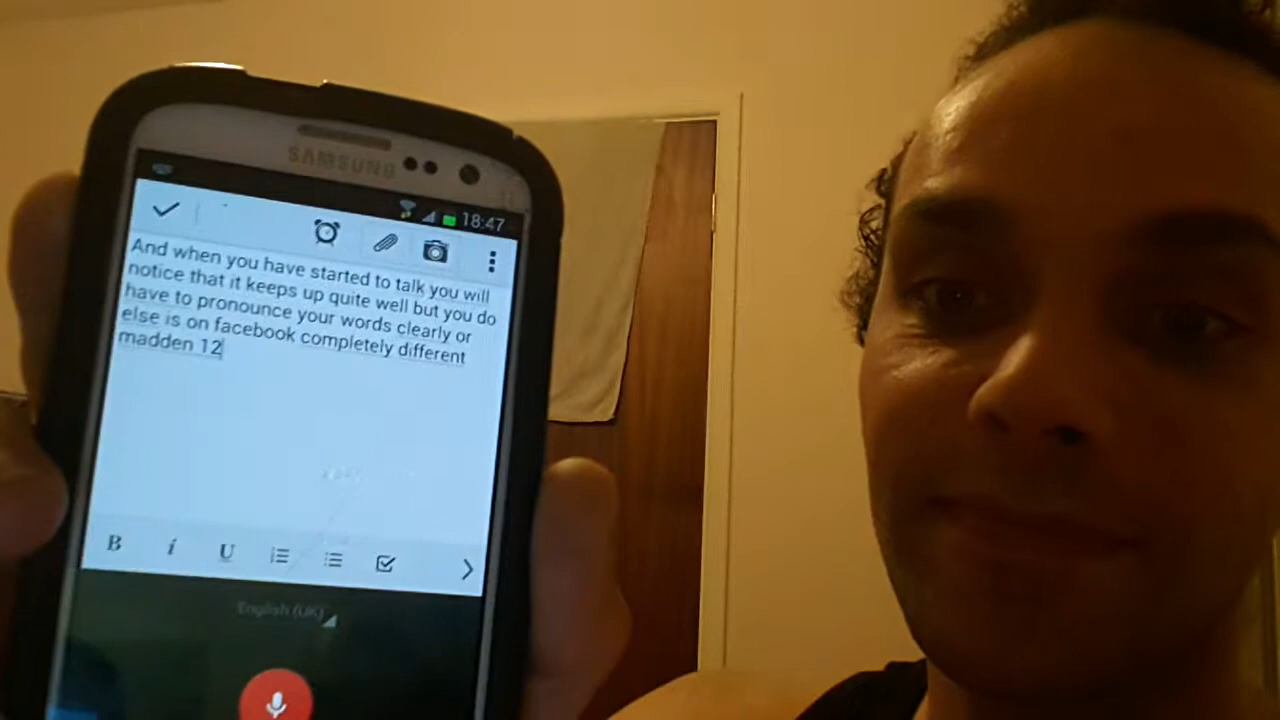 SAMSUNG
18:47
And when you have started to talk you will
notice that it keeps up quite well but you do
have to pronounce your words clearly or
else is on facebook completely different
madden 12
B i U
English (UK)